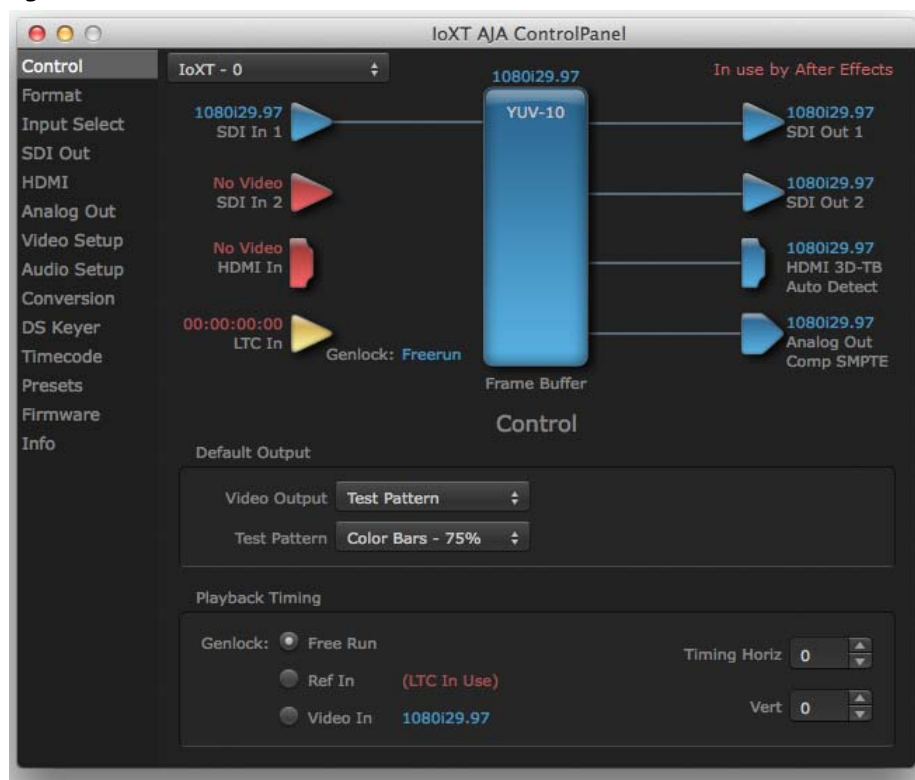 IoXT AJA ControlPanel
Control
Format
Input Select
SDI Out
HDMI
Analog Out
Video Setup
Audio Setup
Conversion
DS Keyer
Timecode
Presets
Firmware
Info
IoXT - 0
1080i29.97
In use by After Effects
1080i29.97
SDI In 1
YUV-10
1080i29.97
SDI Out 1
No Video
SDI In 2
1080i29.97
SDI Out 2
No Video
HDMI In
1080i29.97
HDMI 3D-TB
Auto Detect
00:00:00:00
LTC In
Genlock: Freerun
1080i29.97
Analog Out
Comp SMPTE
Frame Buffer
Control
Default Output
Video Output Test Pattern
Test Pattern Color Bars - 75%
Playback Timing
Genlock: Free Run
Timing Horiz 0
Ref In (LTC In Use)
Vert 0
Video In 1080i29.97